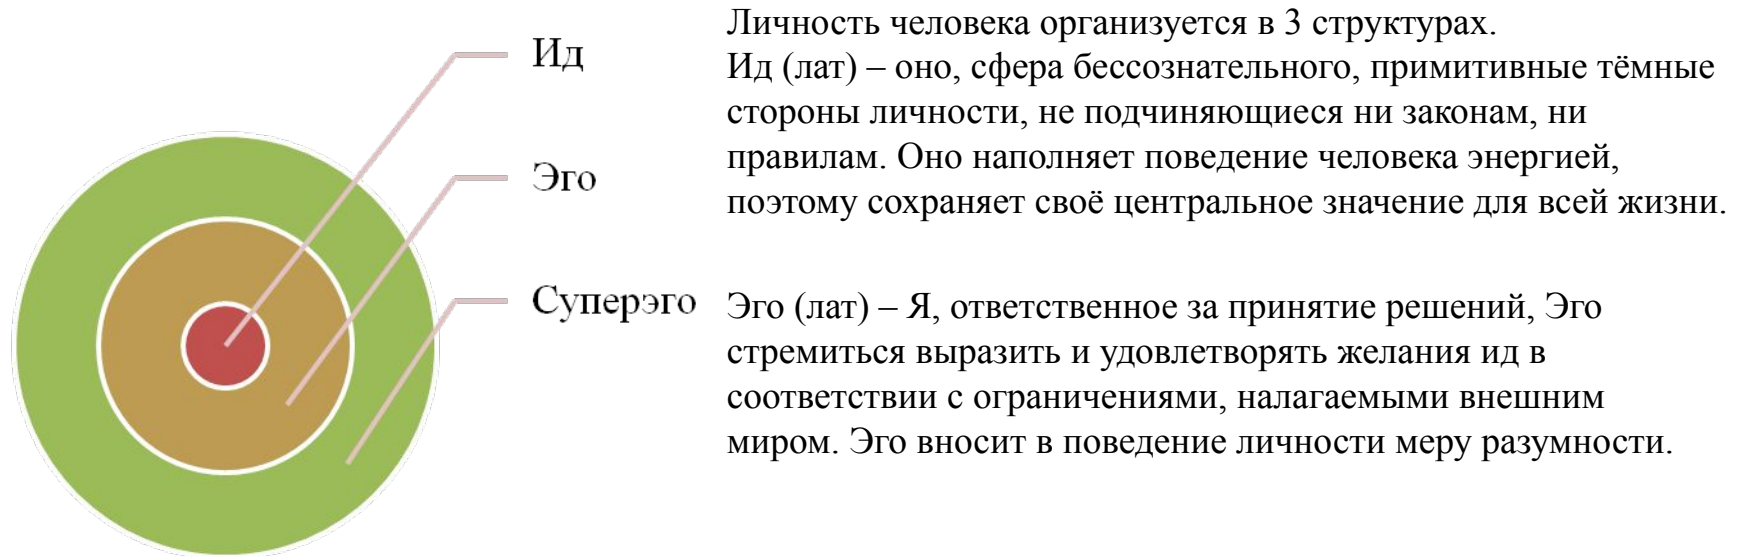 Ид
Эго
Суперэго
Личность человека организуется в 3 структурах.
Ид (лат) – оно, сфера бессознательного, примитивные тёмные
стороны личности, не подчиняющиеся ни законам, ни
правилам. Оно наполняет поведение человека энергией,
поэтому сохраняет своё центральное значение для всей жизни.
Эго (лат) – Я, ответственное за принятие решений, Эго
стремиться выразить и удовлетворять желания ид в
соответствии с ограничениями, налагаемыми внешним
миром. Эго вносит в поведение личности меру разумности.